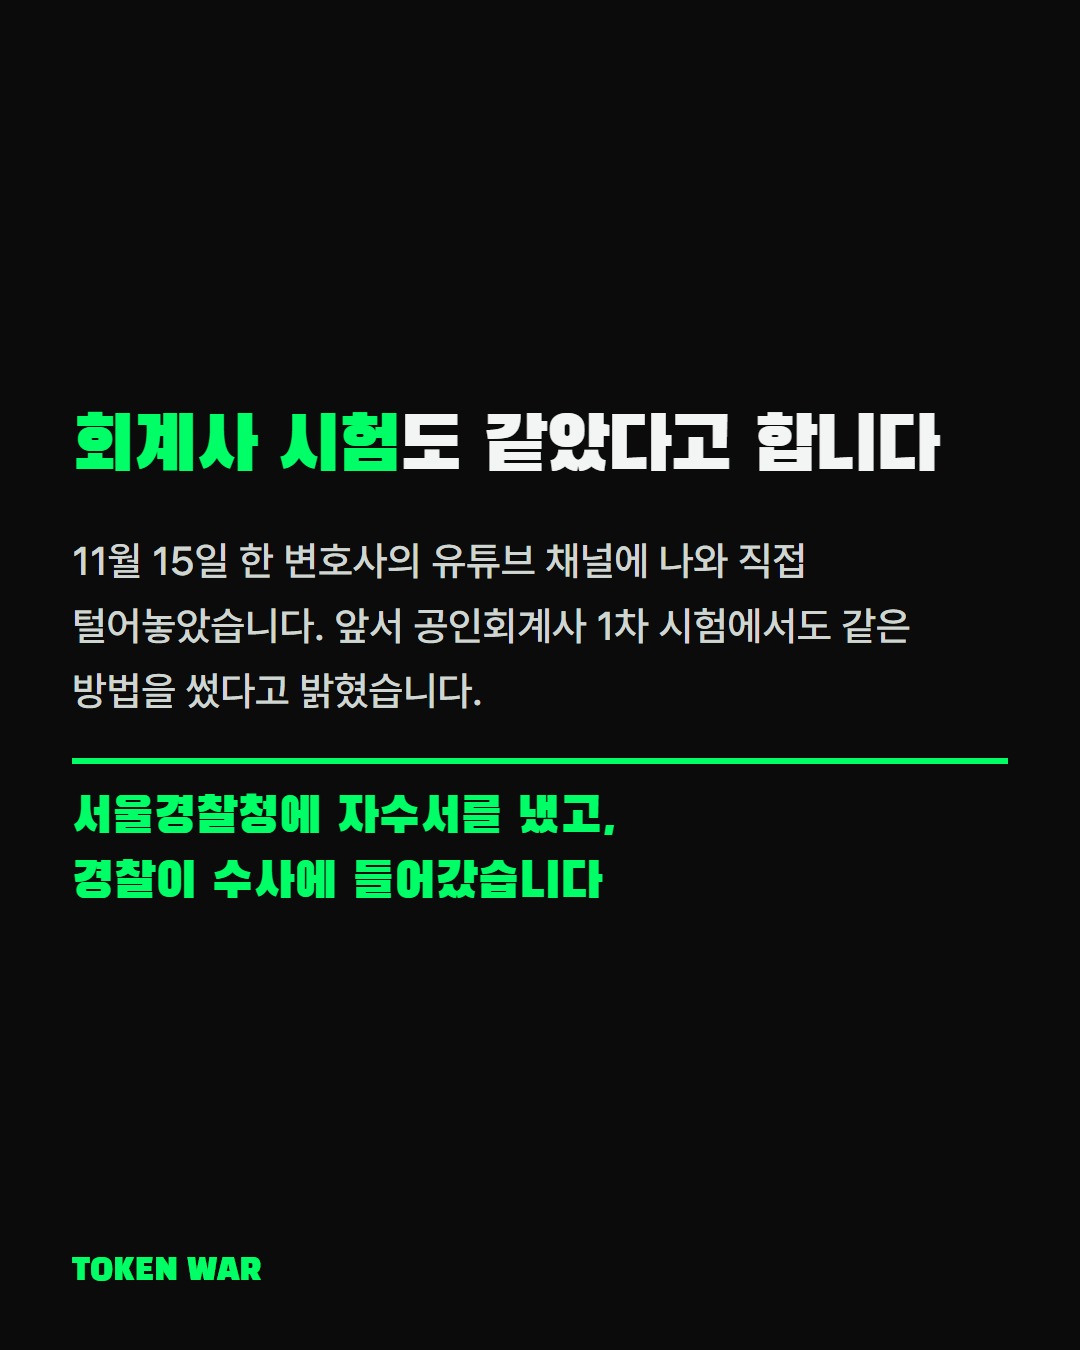 회계사 시험도 같았다고 합니다
11월 15일 한 변호사의 유튜브 채널에 나와 직접
털어놓았습니다. 앞서 공인회계사 1차 시험에서도 같은
방법을 썼다고 밝혔습니다.
서울경찰청에 자수서를 냈고,
경찰이 수사에 들어갔습니다
TOKEN WAR